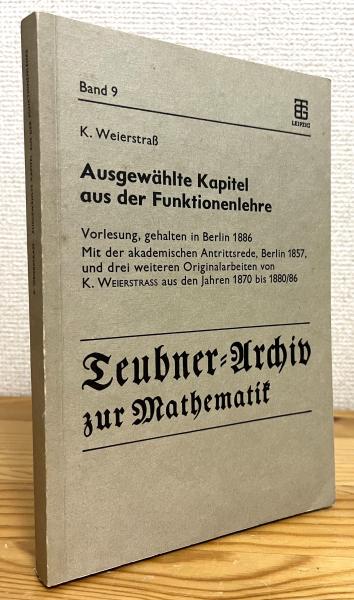 Band 9
LEIPZIG
K. Weierstraß
Ausgewählte Kapitel
aus der Funktionenlehre
Vorlesung, gehalten in Berlin 1886
Mit der akademischen Antrittsrede, Berlin 1857,
und drei weiteren Originalarbeiten von
K. WEIERSTRASS aus den Jahren 1870 bis 1880/86
Teubner-Archiv
zur Mathematik